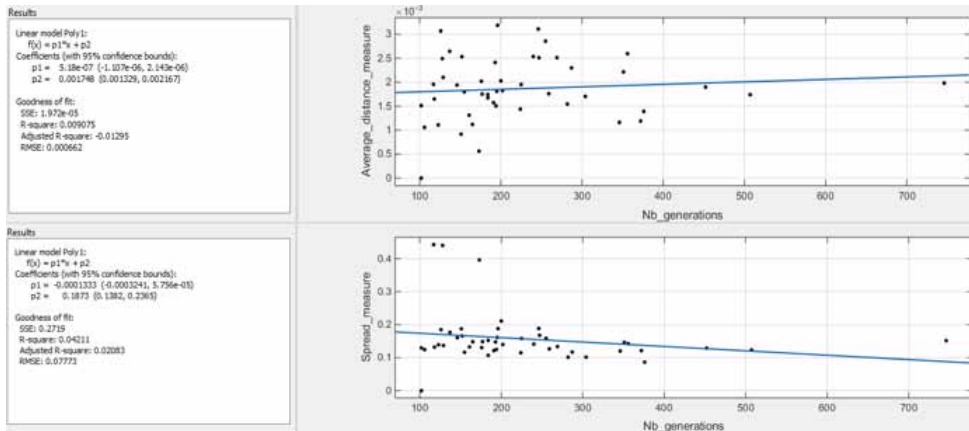 Results
Linear model Poly1:
f(x) = p1*x + p2
Coefficients (with 95% confidence bounds):
p1 = 5.18e-07 (-1.107e-06, 2.143e-06)
p2 = 0.001748 (0.001329, 0.002167)
Goodness of fit:
SSE: 1.972e-05
R-square: 0.009075
Adjusted R-square: -0.01295
RMSE: 0.000662
× 10⁻³
3
2.5
2
1.5
1
0.5
0
Average_distance_measure
100 200 300 400 500 600 700
Nb_generations
Results
Linear model Poly1:
f(x) = p1*x + p2
Coefficients (with 95% confidence bounds):
p1 = -0.0001333 (-0.0003241, 5.756e-05)
p2 = 0.1873 (0.1382, 0.2365)
Goodness of fit:
SSE: 0.2719
R-square: 0.04211
Adjusted R-square: 0.02083
RMSE: 0.07773
0.4
0.3
0.2
0.1
0
Spread_measure
100 200 300 400 500 600 700
Nb_generations